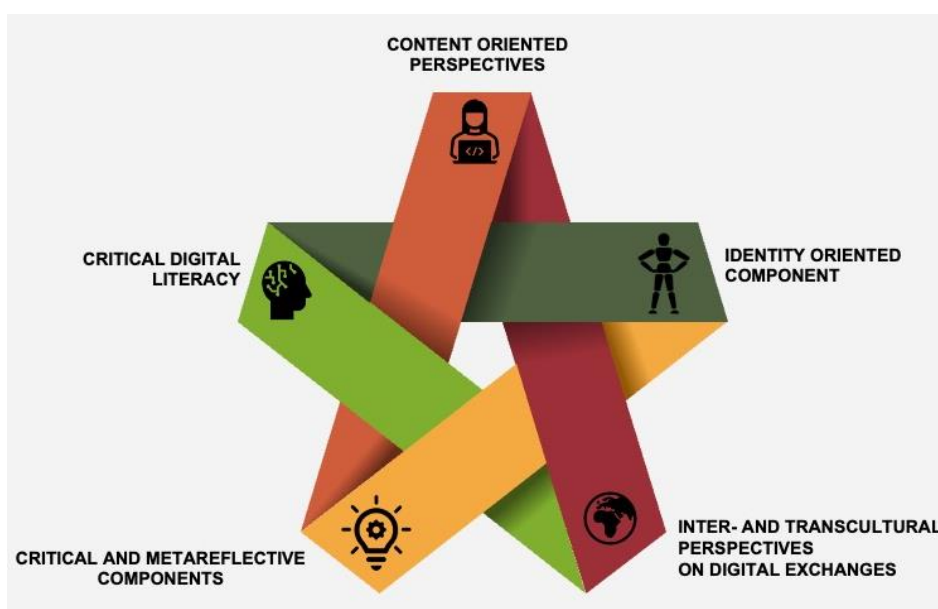 CONTENT ORIENTED
PERSPECTIVES
CRITICAL DIGITAL
LITERACY
IDENTITY ORIENTED
COMPONENT
CRITICAL AND METAREFLECTIVE
COMPONENTS
INTER- AND TRANSCULTURAL
PERSPECTIVES
ON DIGITAL EXCHANGES